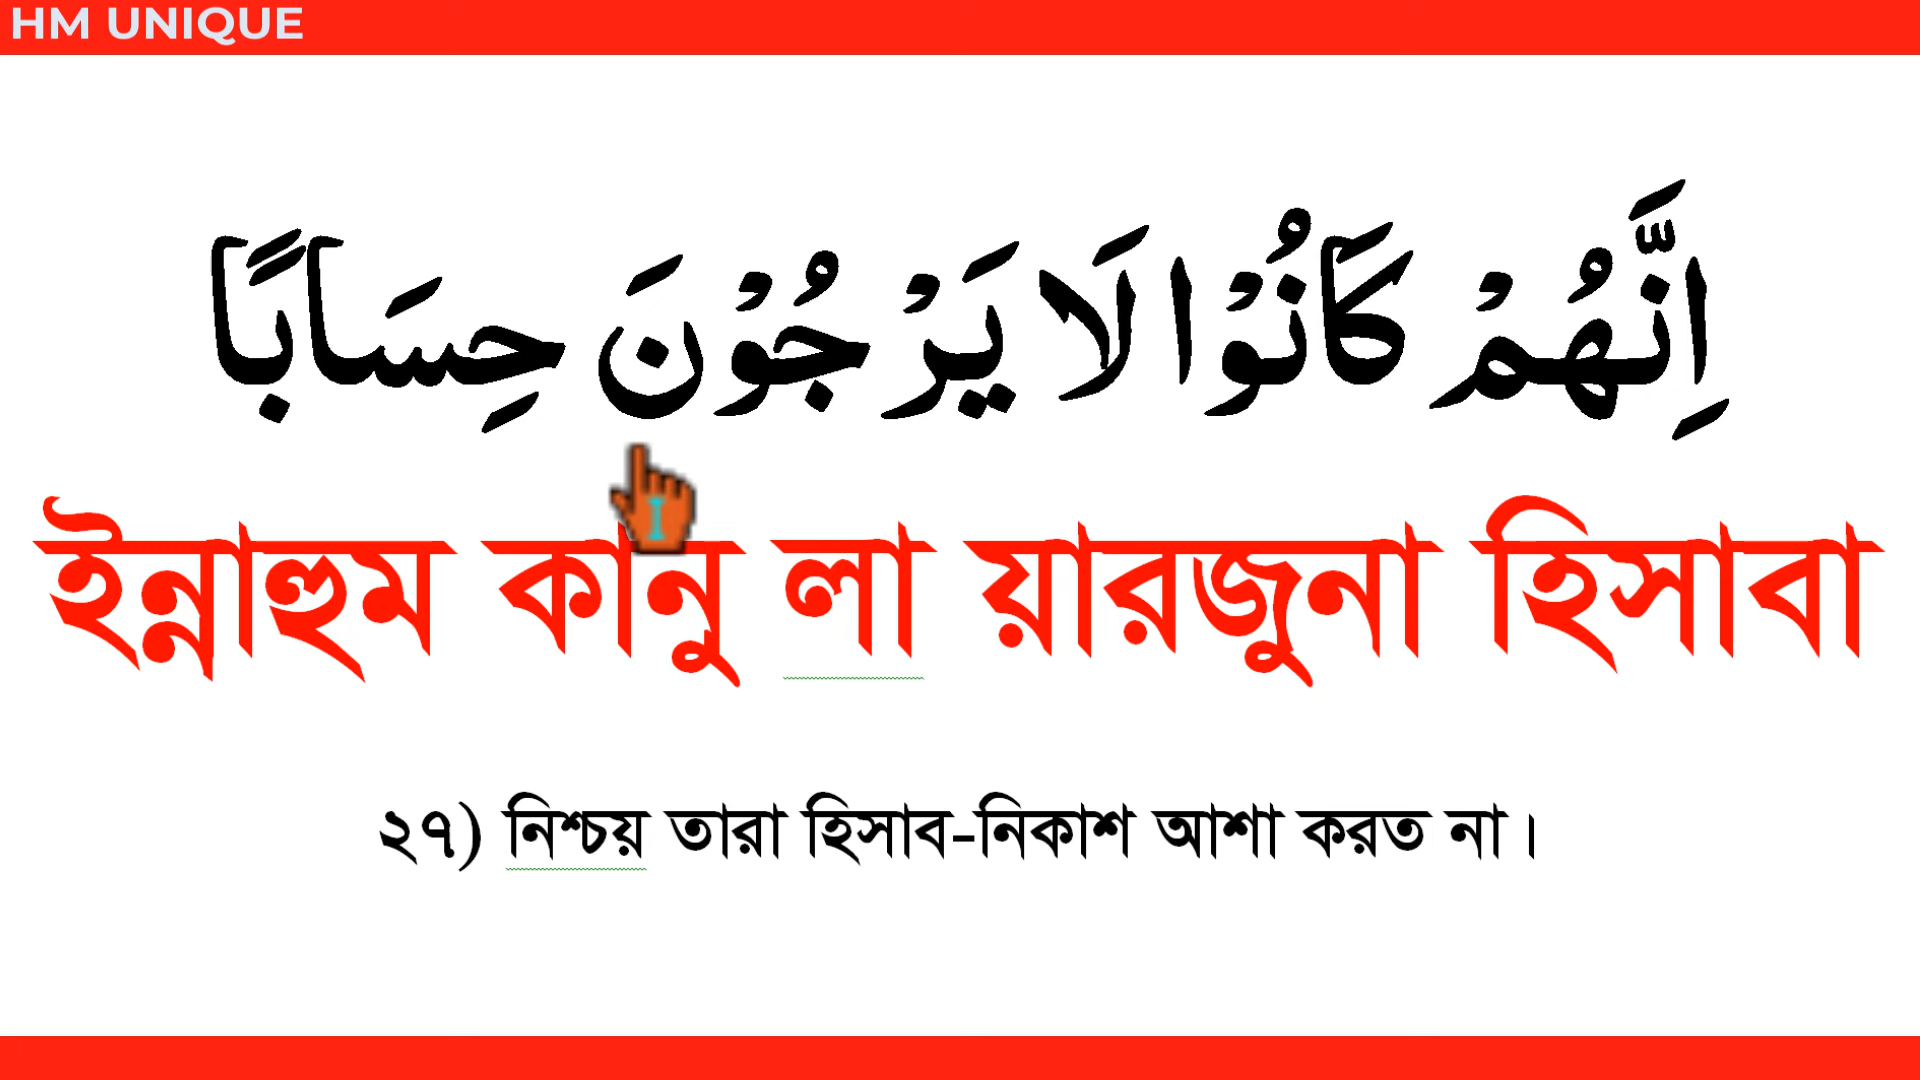 HM UNIQUE
اِنَّهُمْ كَانُوْا لَا يَرْجُوْنَ حِسَابًا
ইন্নাহুম কানু লা য়ারজুনা হিসাবা
২৭) নিশ্চয় তারা হিসাব-নিকাশ আশা করত না।